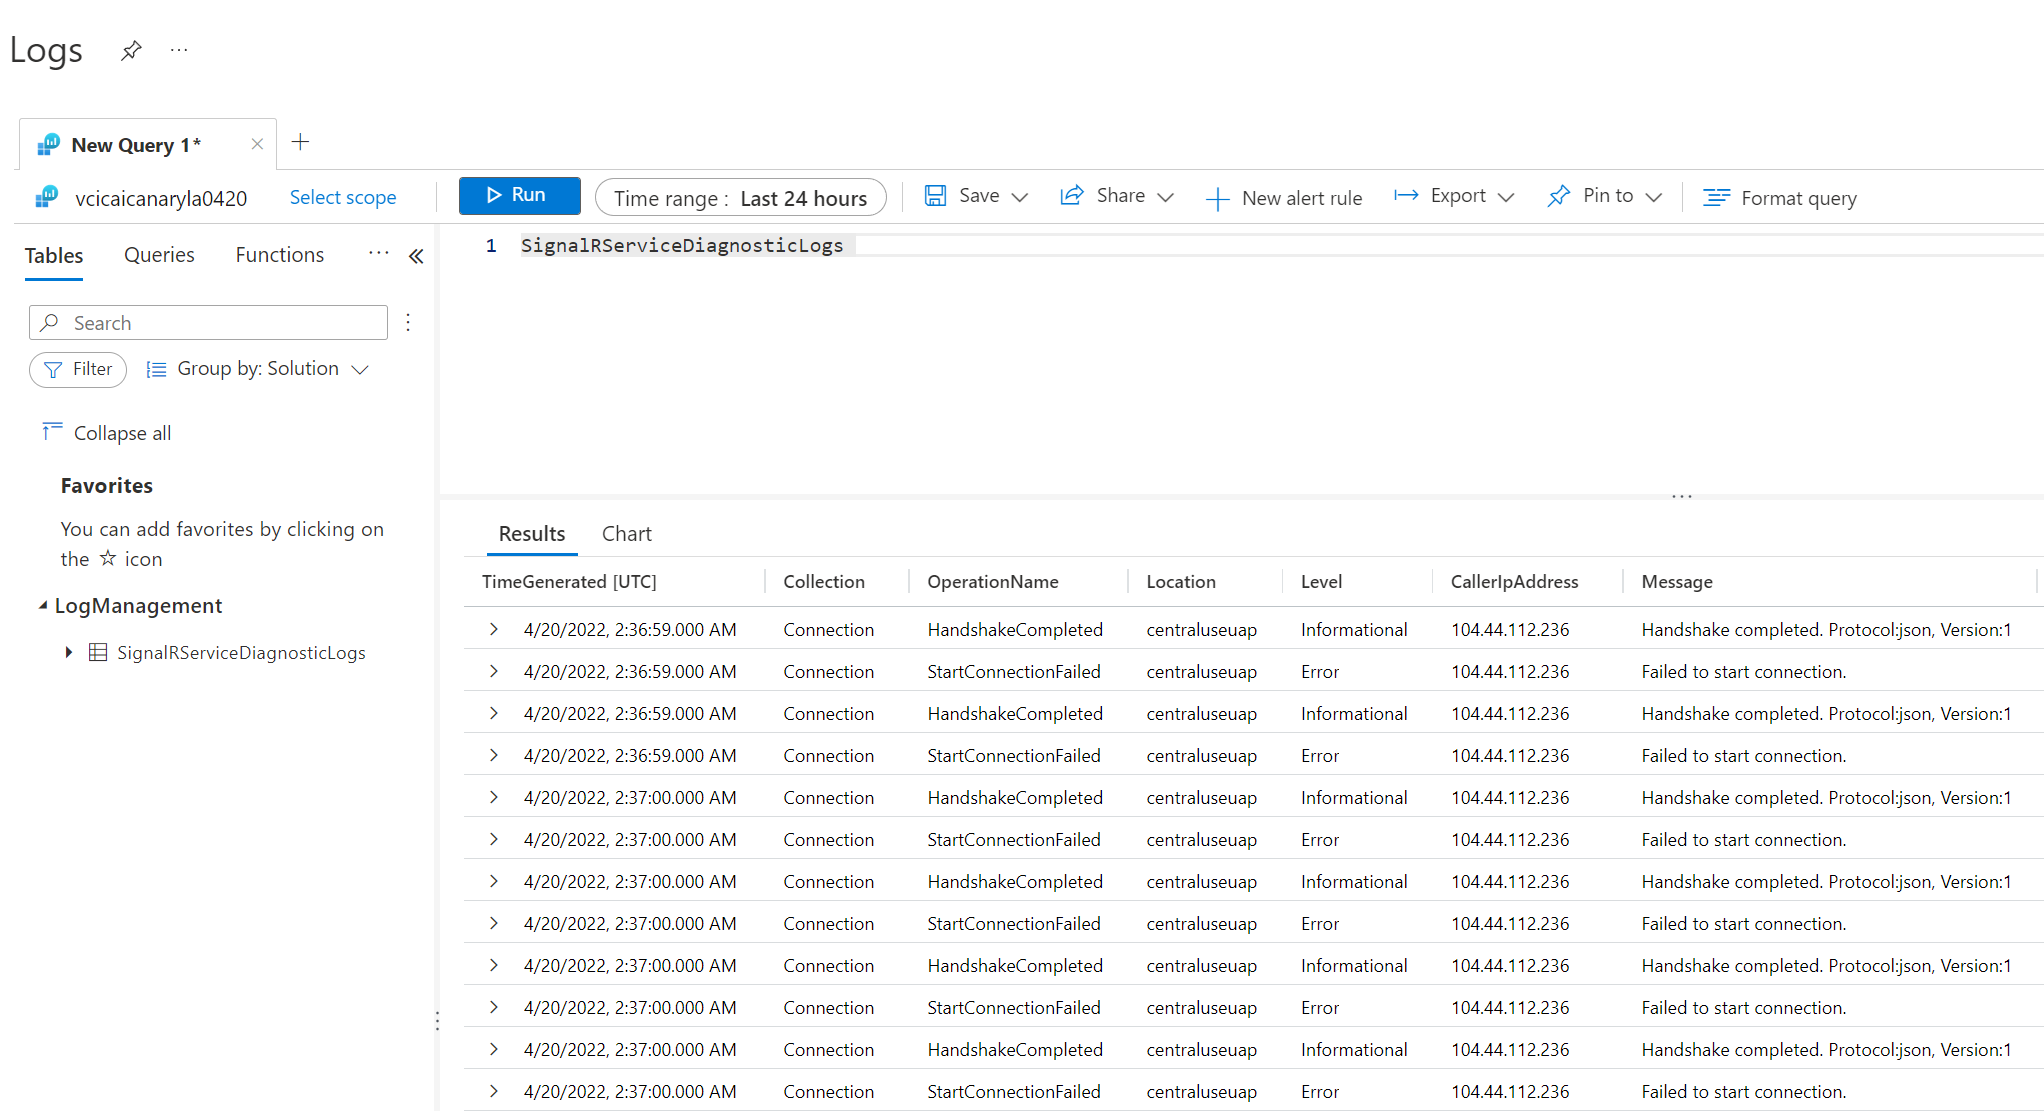 Logs
New Query 1*
vcicaicanaryla0420 Select scope Run Time range : Last 24 hours Save Share New alert rule Export Pin to Format query
Tables Queries Functions
1 SignalRServiceDiagnosticLogs
Search
Filter Group by: Solution
Collapse all
Favorites
You can add favorites by clicking on
the ☆ icon
LogManagement
SignalRServiceDiagnosticLogs
Results Chart
TimeGenerated [UTC] Collection OperationName Location Level CallerIpAddress Message
4/20/2022, 2:36:59.000 AM Connection HandshakeCompleted centraluseuap Informational 104.44.112.236 Handshake completed. Protocol:json, Version:1
4/20/2022, 2:36:59.000 AM Connection StartConnectionFailed centraluseuap Error 104.44.112.236 Failed to start connection.
4/20/2022, 2:36:59.000 AM Connection HandshakeCompleted centraluseuap Informational 104.44.112.236 Handshake completed. Protocol:json, Version:1
4/20/2022, 2:36:59.000 AM Connection StartConnectionFailed centraluseuap Error 104.44.112.236 Failed to start connection.
4/20/2022, 2:37:00.000 AM Connection HandshakeCompleted centraluseuap Informational 104.44.112.236 Handshake completed. Protocol:json, Version:1
4/20/2022, 2:37:00.000 AM Connection StartConnectionFailed centraluseuap Error 104.44.112.236 Failed to start connection.
4/20/2022, 2:37:00.000 AM Connection HandshakeCompleted centraluseuap Informational 104.44.112.236 Handshake completed. Protocol:json, Version:1
4/20/2022, 2:37:00.000 AM Connection StartConnectionFailed centraluseuap Error 104.44.112.236 Failed to start connection.
4/20/2022, 2:37:00.000 AM Connection HandshakeCompleted centraluseuap Informational 104.44.112.236 Handshake completed. Protocol:json, Version:1
4/20/2022, 2:37:00.000 AM Connection StartConnectionFailed centraluseuap Error 104.44.112.236 Failed to start connection.
4/20/2022, 2:37:00.000 AM Connection HandshakeCompleted centraluseuap Informational 104.44.112.236 Handshake completed. Protocol:json, Version:1
4/20/2022, 2:37:00.000 AM Connection StartConnectionFailed centraluseuap Error 104.44.112.236 Failed to start connection.